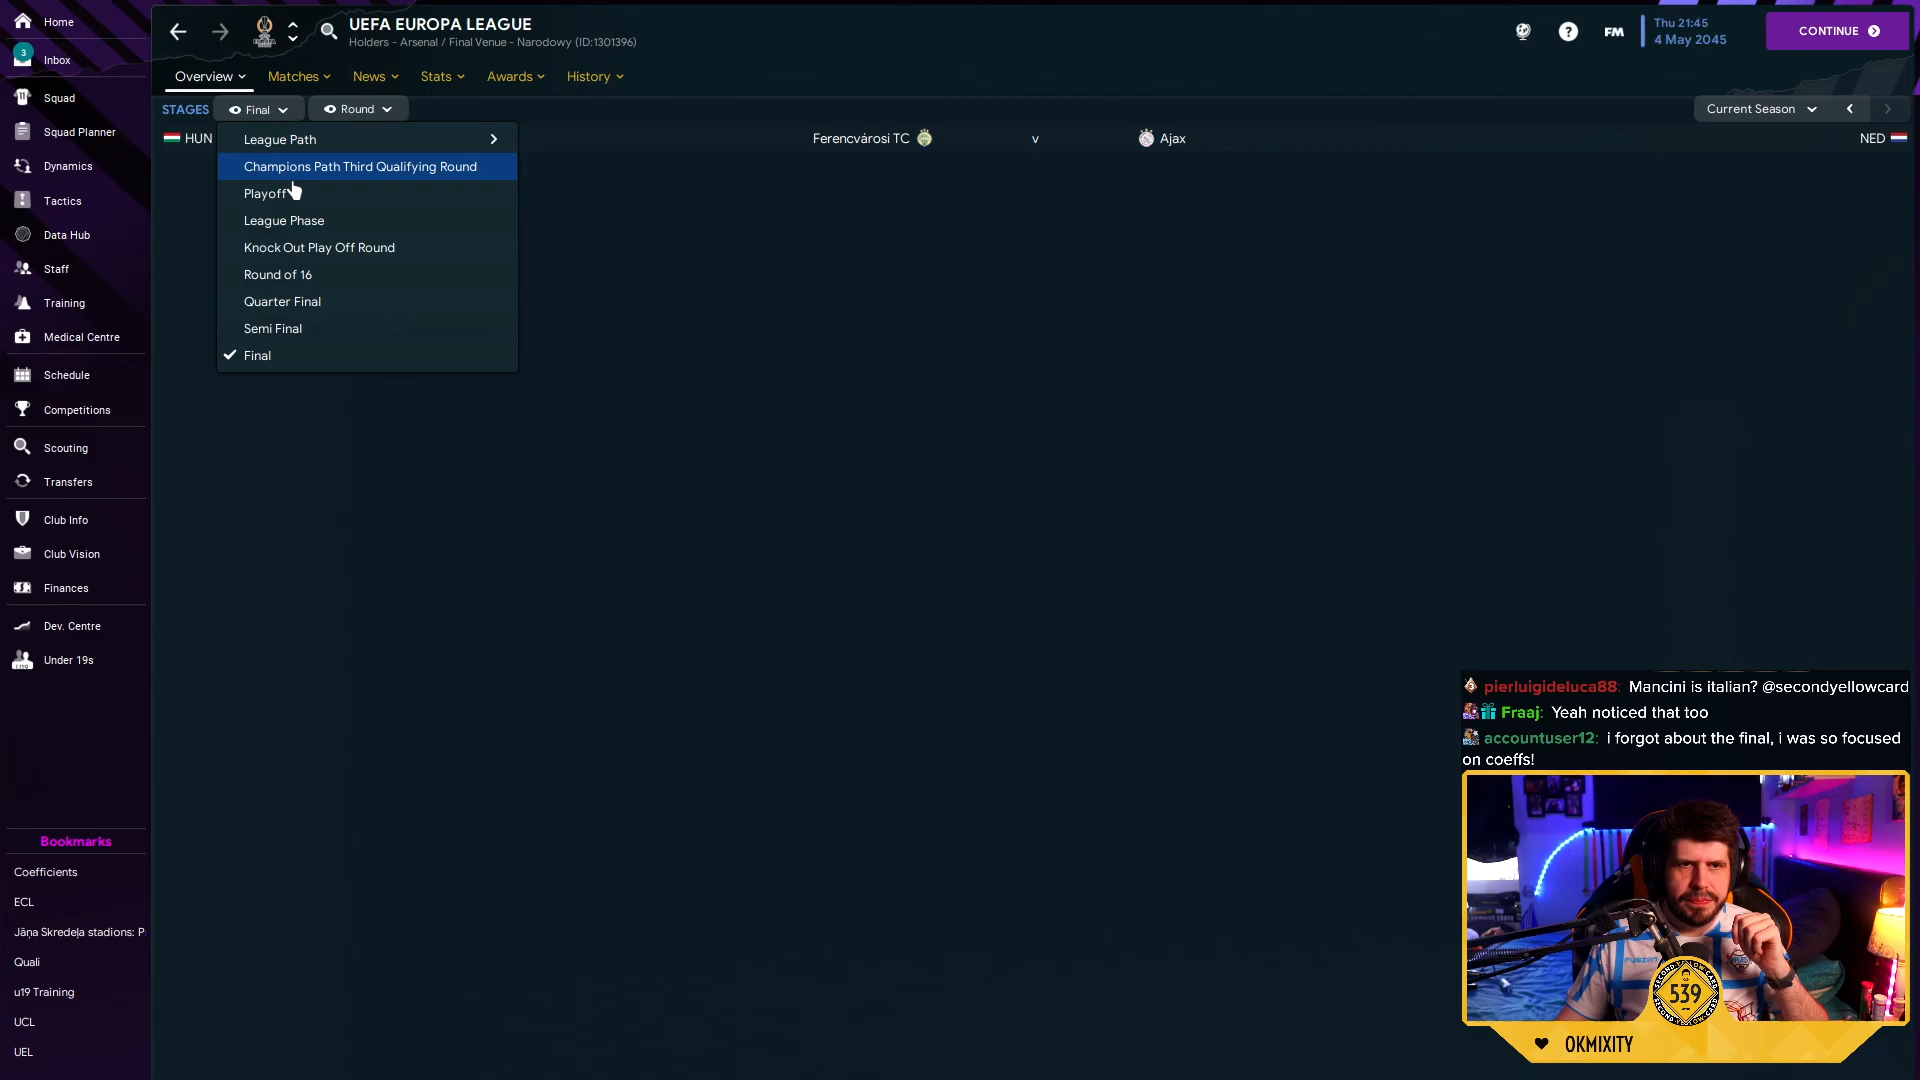 Home
3
Inbox
Squad
Squad Planner
Dynamics
Tactics
Data Hub
Staff
Training
Medical Centre
Schedule
Competitions
Scouting
Transfers
Club Info
Club Vision
Finances
Dev. Centre
Under 19s
Bookmarks
Coefficients
ECL
Jāņa Skredeļa stadions: P
Quali
u19 Training
UCL
UEL
UEFA EUROPA LEAGUE
Holders - Arsenal / Final Venue - Narodowy (ID:1301396)
FM
Thu 21:45
4 May 2045
CONTINUE
Overview Matches News Stats Awards History
STAGES Final Round
Current Season
HUN Ferencvárosi TC v Ajax NED
League Path
Champions Path Third Qualifying Round
Playoff
League Phase
Knock Out Play Off Round
Round of 16
Quarter Final
Semi Final
Final
pierluigideluca88: Mancini is italian? @secondyellowcard
Fraaj: Yeah noticed that too
accountuser12: i forgot about the final, i was so focused
on coeffs!
SECOND YELLOW CARD
539
OKMIXITY